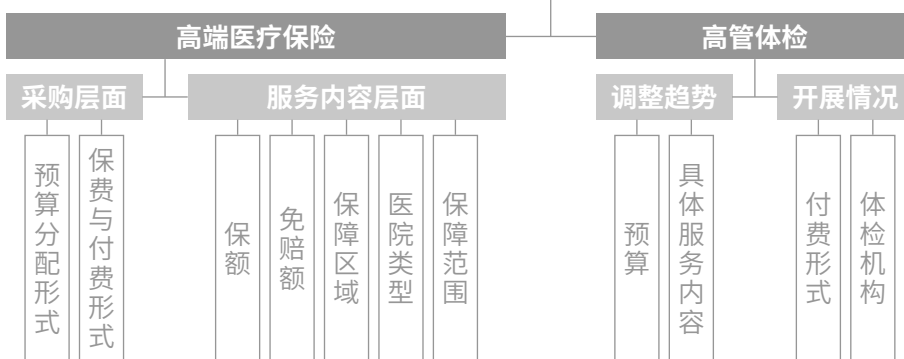 高端医疗保险
高管体检
采购层面
服务内容层面
调整趋势
开展情况
预算分配形式
保费与付费形式
保额
免赔额
保障区域
医院类型
保障范围
预算
具体服务内容
付费形式
体检机构